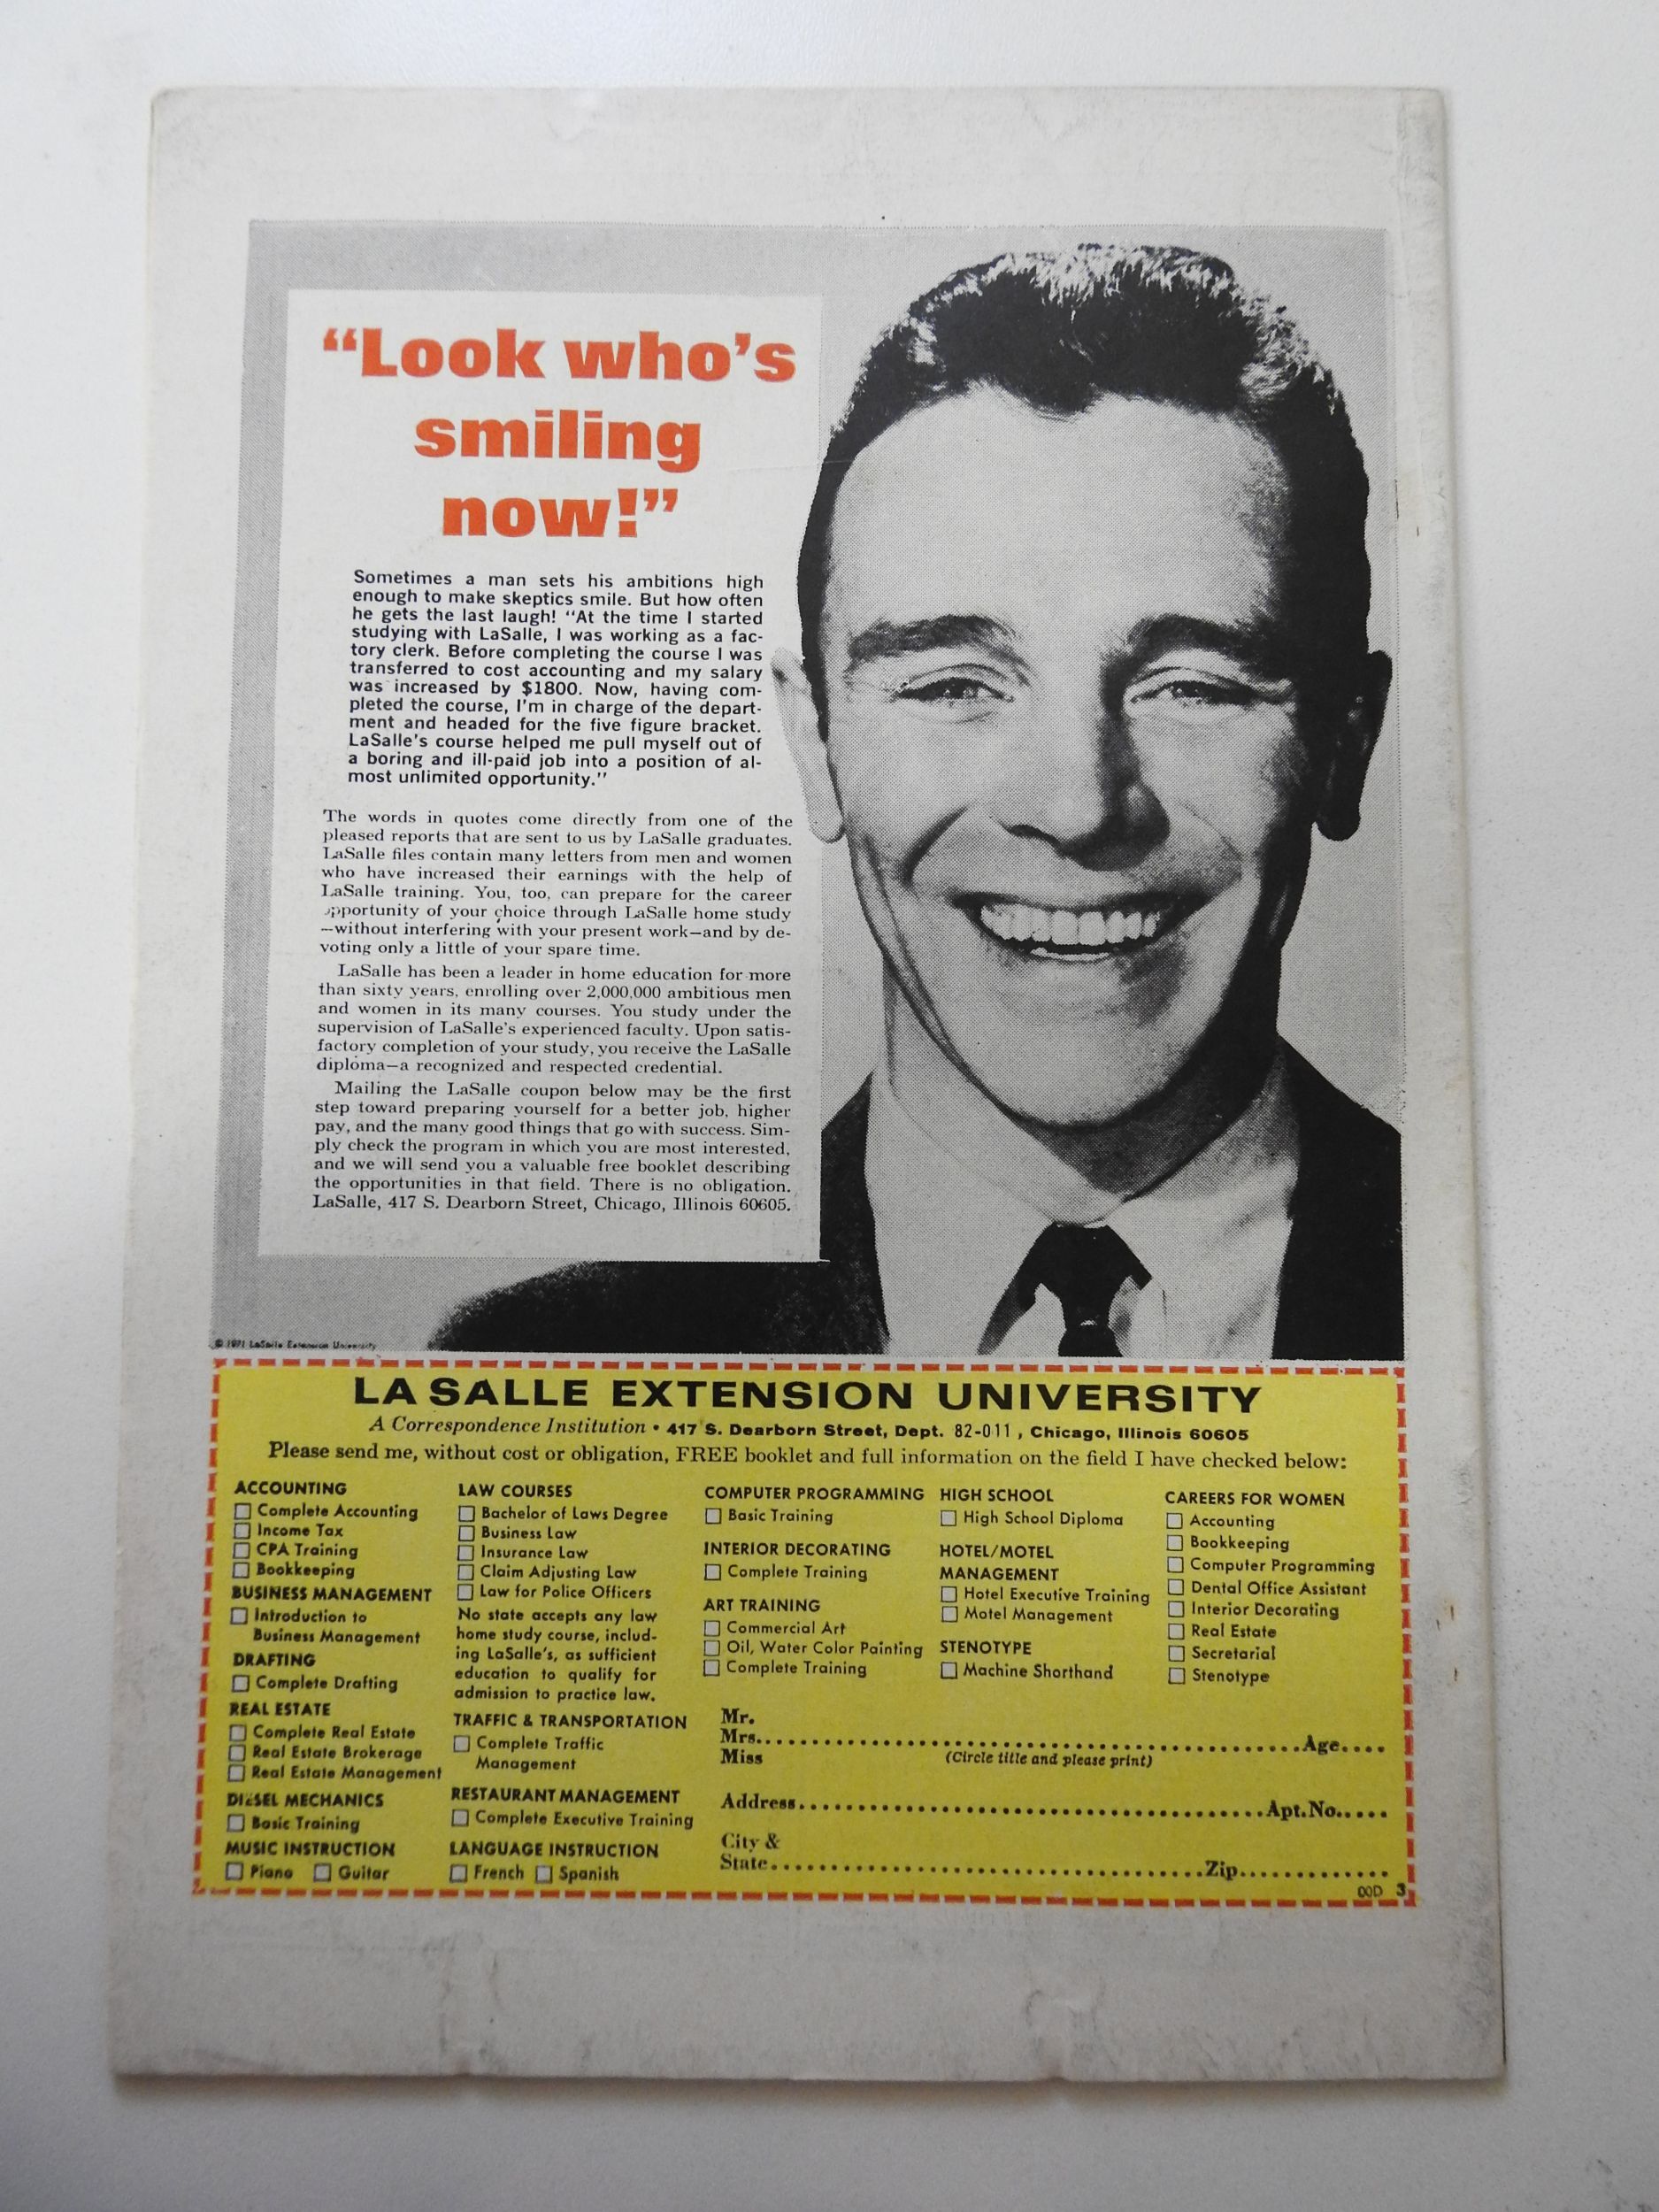 “Look who’s
smiling
now!”
Sometimes a man sets his ambitions high
enough to make skeptics smile. But how often
he gets the last laugh! “At the time I started
studying with LaSalle, I was working as a fac-
tory clerk. Before completing the course I was
transferred to cost accounting and my salary
was increased by $1800. Now, having com-
pleted the course, I’m in charge of the depart-
ment and headed for the five figure bracket.
LaSalle’s course helped me pull myself out of
a boring and ill-paid job into a position of al-
most unlimited opportunity.”
The words in quotes come directly from one of the
pleased reports that are sent to us by LaSalle graduates.
LaSalle files contain many letters from men and women
who have increased their earnings with the help of
LaSalle training. You, too, can prepare for the career
opportunity of your choice through LaSalle home study
—without interfering with your present work—and by de-
voting only a little of your spare time.
LaSalle has been a leader in home education for more
than sixty years, enrolling over 2,000,000 ambitious men
and women in its many courses. You study under the
supervision of LaSalle’s experienced faculty. Upon satis-
factory completion of your study, you receive the LaSalle
diploma—a recognized and respected credential.
Mailing the LaSalle coupon below may be the first
step toward preparing yourself for a better job, higher
pay, and the many good things that go with success. Sim-
ply check the program in which you are most interested,
and we will send you a valuable free booklet describing
the opportunities in that field. There is no obligation.
LaSalle, 417 S. Dearborn Street, Chicago, Illinois 60605.
© 1971 LaSalle Extension University
LA SALLE EXTENSION UNIVERSITY
A Correspondence Institution • 417 S. Dearborn Street, Dept. 82-011, Chicago, Illinois 60605
Please send me, without cost or obligation, FREE booklet and full information on the field I have checked below:
ACCOUNTING
Complete Accounting
Income Tax
CPA Training
Bookkeeping
BUSINESS MANAGEMENT
Introduction to
Business Management
DRAFTING
Complete Drafting
REAL ESTATE
Complete Real Estate
Real Estate Brokerage
Real Estate Management
DIESEL MECHANICS
Basic Training
MUSIC INSTRUCTION
Piano Guitar
LAW COURSES
Bachelor of Laws Degree
Business Law
Insurance Law
Claim Adjusting Law
Law for Police Officers
No state accepts any law
home study course, includ-
ing LaSalle’s, as sufficient
education to qualify for
admission to practice law.
TRAFFIC & TRANSPORTATION
Complete Traffic
Management
RESTAURANT MANAGEMENT
Complete Executive Training
LANGUAGE INSTRUCTION
French Spanish
COMPUTER PROGRAMMING
Basic Training
INTERIOR DECORATING
Complete Training
ART TRAINING
Commercial Art
Oil, Water Color Painting
Complete Training
HIGH SCHOOL
High School Diploma
HOTEL/MOTEL
MANAGEMENT
Hotel Executive Training
Motel Management
STENOTYPE
Machine Shorthand
CAREERS FOR WOMEN
Accounting
Bookkeeping
Computer Programming
Dental Office Assistant
Interior Decorating
Real Estate
Secretarial
Stenotype
Mr.
Mrs. Age
Miss (Circle title and please print)
Address Apt. No.
City &
State Zip
00D 3